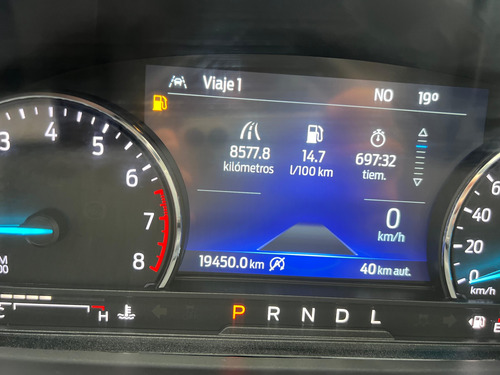 Viaje 1 NO 19°
8577.8 14.7 697:32
kilómetros l/100 km tiem.
0
km/h
19450.0 km 40 km aut.
3 4 5 6 7 8
0 20 40 60
km/h
C H
P R N D L
E